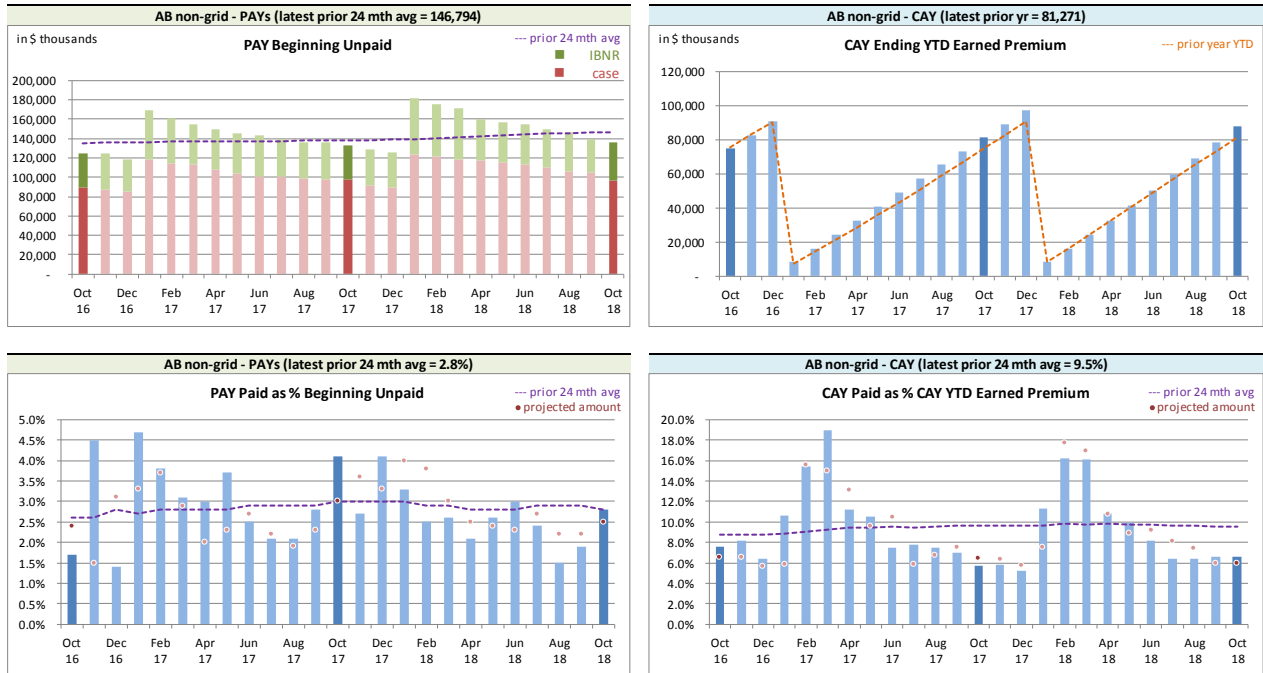 AB non-grid - PAYs (latest prior 24 mth avg = 146,794)
in $ thousands
PAY Beginning Unpaid
--- prior 24 mth avg
IBNR
case
200,000
180,000
160,000
140,000
120,000
100,000
80,000
60,000
40,000
20,000
-
Oct Dec Feb Apr Jun Aug Oct Dec Feb Apr Jun Aug Oct
16 16 17 17 17 17 17 17 18 18 18 18 18
AB non-grid - CAY (latest prior yr = 81,271)
in $ thousands
CAY Ending YTD Earned Premium
--- prior year YTD
120,000
100,000
80,000
60,000
40,000
20,000
-
Oct Dec Feb Apr Jun Aug Oct Dec Feb Apr Jun Aug Oct
16 16 17 17 17 17 17 17 18 18 18 18 18
AB non-grid - PAYs (latest prior 24 mth avg = 2.8%)
PAY Paid as % Beginning Unpaid
--- prior 24 mth avg
projected amount
5.0%
4.5%
4.0%
3.5%
3.0%
2.5%
2.0%
1.5%
1.0%
0.5%
0.0%
Oct Dec Feb Apr Jun Aug Oct Dec Feb Apr Jun Aug Oct
16 16 17 17 17 17 17 17 18 18 18 18 18
AB non-grid - CAY (latest prior 24 mth avg = 9.5%)
CAY Paid as % CAY YTD Earned Premium
--- prior 24 mth avg
projected amount
20.0%
18.0%
16.0%
14.0%
12.0%
10.0%
8.0%
6.0%
4.0%
2.0%
0.0%
Oct Dec Feb Apr Jun Aug Oct Dec Feb Apr Jun Aug Oct
16 16 17 17 17 17 17 17 18 18 18 18 18